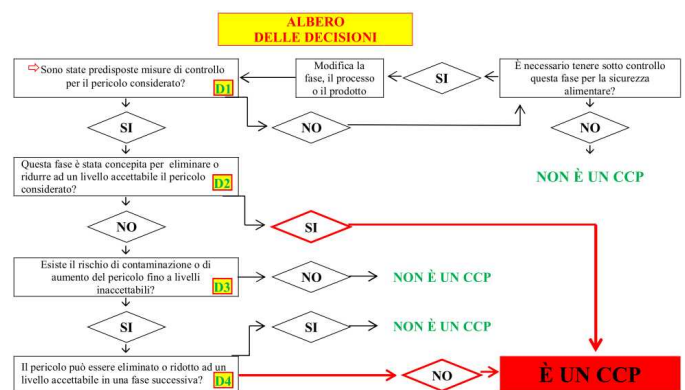 ALBERO
DELLE DECISIONI
⇨Sono state predisposte misure di controllo
per il pericolo considerato?
D1
Modifica la
fase, il processo
o il prodotto
SI
È necessario tenere sotto controllo
questa fase per la sicurezza
alimentare?
SI
NO
NO
NON È UN CCP
Questa fase è stata concepita per eliminare o
ridurre ad un livello accettabile il pericolo
considerato?
D2
NO
SI
Esiste il rischio di contaminazione o di
aumento del pericolo fino a livelli
inaccettabili?
D3
NO
NON È UN CCP
SI
SI
NON È UN CCP
Il pericolo può essere eliminato o ridotto ad un
livello accettabile in una fase successiva?
D4
NO
È UN CCP